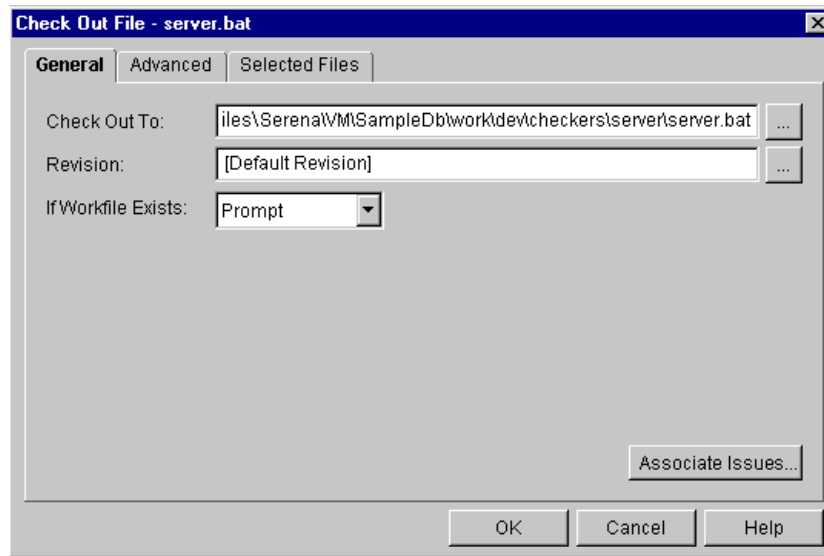 Check Out File - server.bat
General Advanced Selected Files
Check Out To: iles\Serena\VM\SampleDb\work\dev\checkers\server\server.bat ...
Revision: [Default Revision] ...
If Workfile Exists: Prompt
Associate Issues...
OK Cancel Help